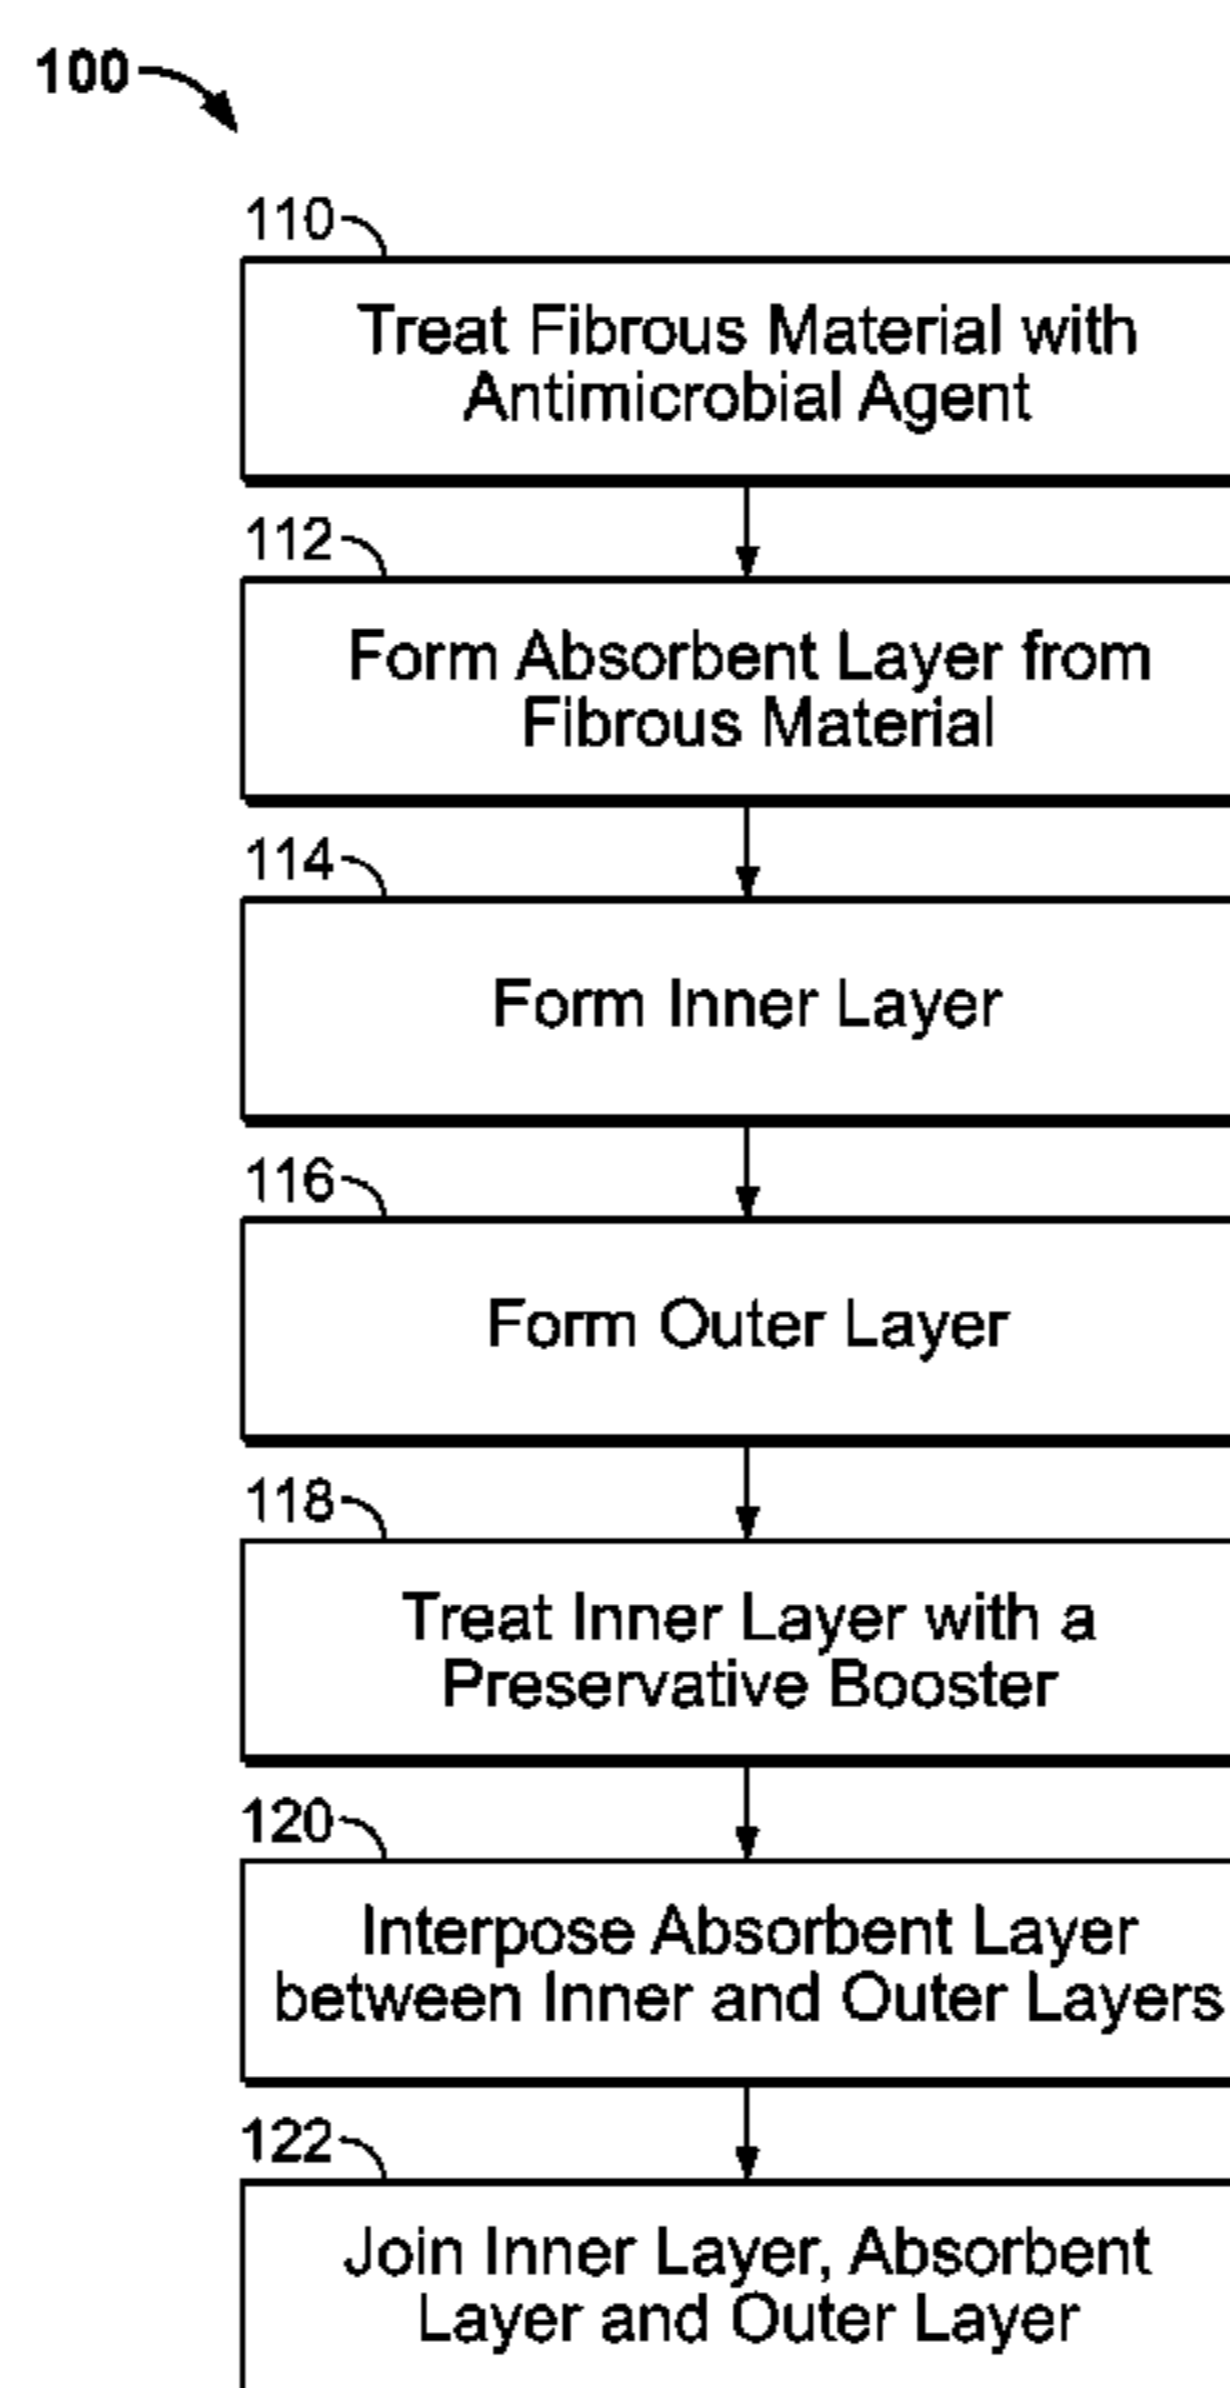 100
110
Treat Fibrous Material with
Antimicrobial Agent
112
Form Absorbent Layer from
Fibrous Material
114
Form Inner Layer
116
Form Outer Layer
118
Treat Inner Layer with a
Preservative Booster
120
Interpose Absorbent Layer
between Inner and Outer Layers
122
Join Inner Layer, Absorbent
Layer and Outer Layer